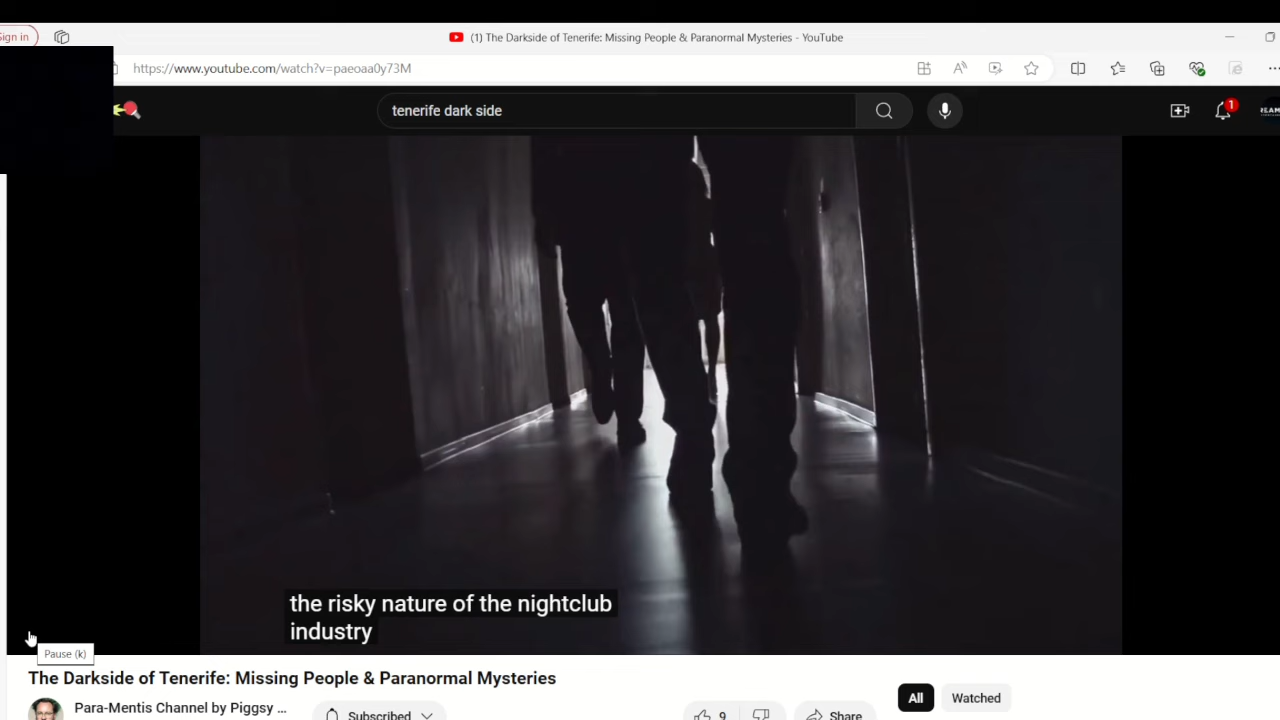 Sign in
(1) The Darkside of Tenerife: Missing People & Paranormal Mysteries - YouTube
https://www.youtube.com/watch?v=paeoaa0y73M
tenerife dark side
1
the risky nature of the nightclub
industry
Pause (k)
The Darkside of Tenerife: Missing People & Paranormal Mysteries
All
Watched
Para-Mentis Channel by Piggsy ...
Subscribed
9
Share